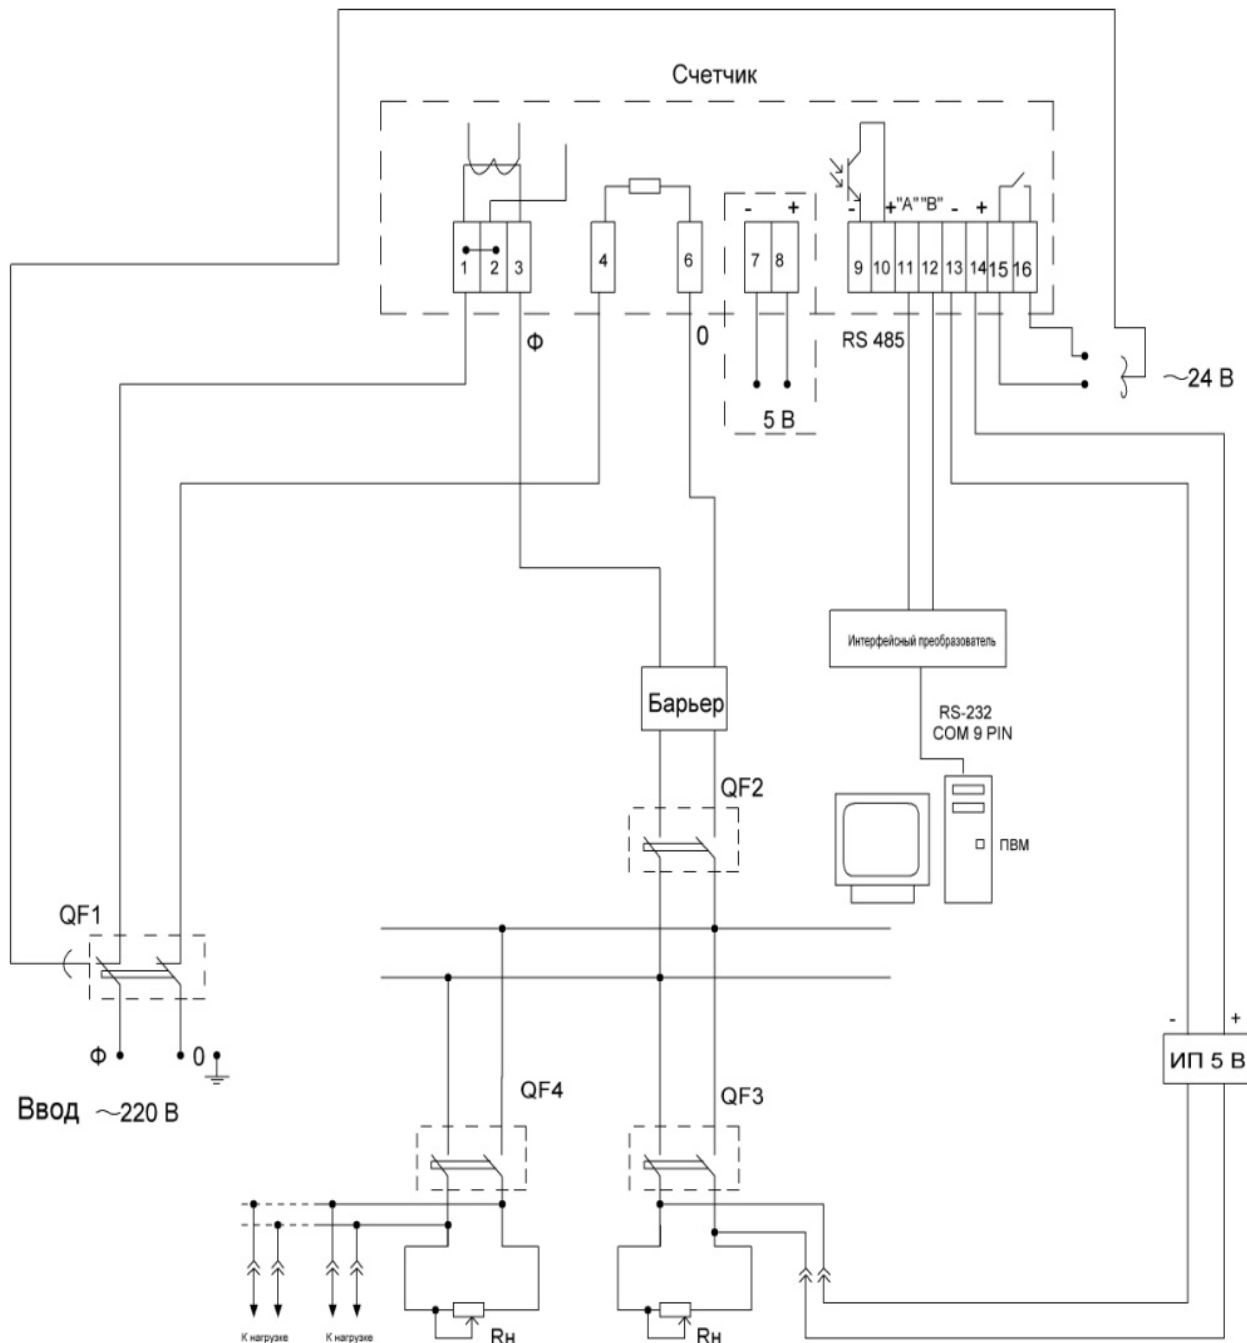 Счетчик
- +
- + "А" "В" - +
1 2 3 4 6 7 8 9 10 11 12 13 14 15 16
Ф 0 RS 485
5 В
~24 В
Интерфейсный преобразователь
Барьер
RS-232
COM 9 PIN
QF2
ПВМ
QF1
- +
Ф 0
ИП 5 В
Ввод ~220 В
QF4 QF3
К нагрузке К нагрузке Rн Rн